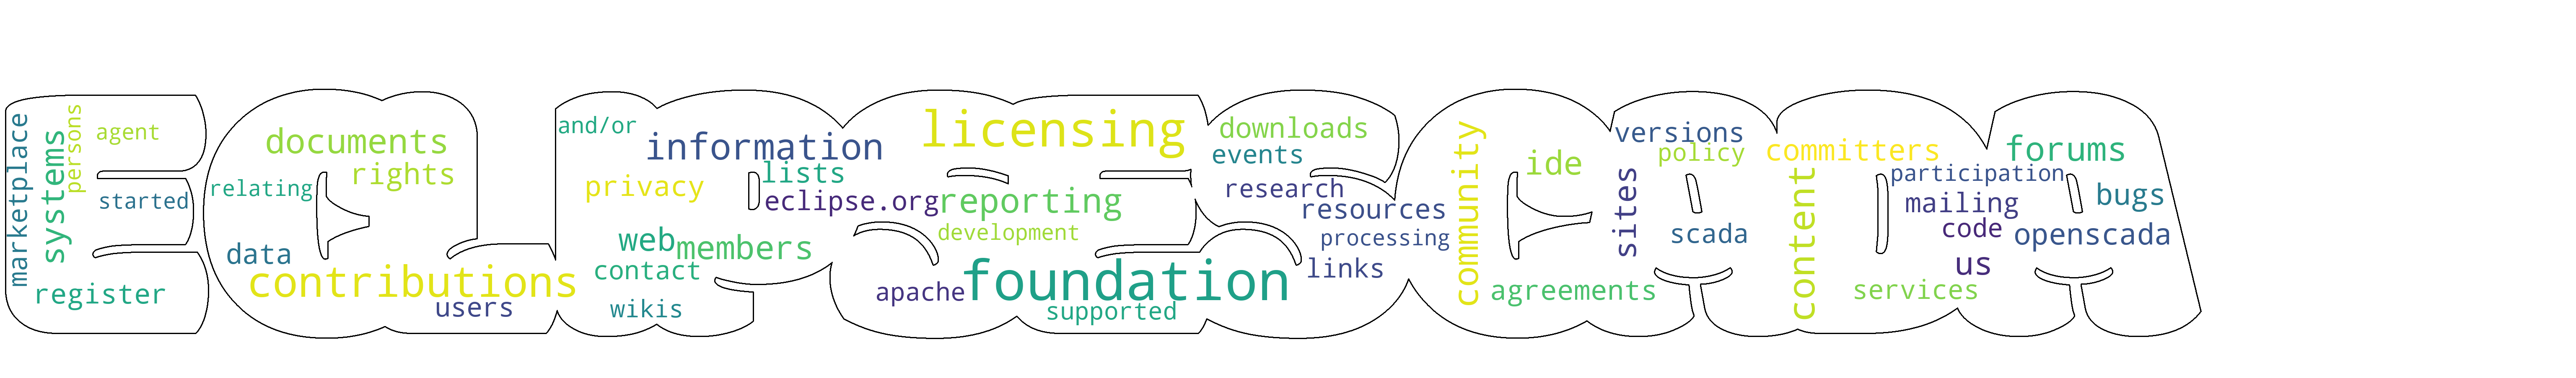 marketplace
systems
persons
agent
started
register
documents
rights
relating
data
contributions
users
and/or
information
lists
privacy
eclipse.org
web
members
contact
wikis
licensing
reporting
development
apache
foundation
supported
downloads
events
research
resources
processing
links
community
ide
agreements
versions
policy
sites
scada
committers
content
participation
mailing
code
us
services
forums
bugs
openscada